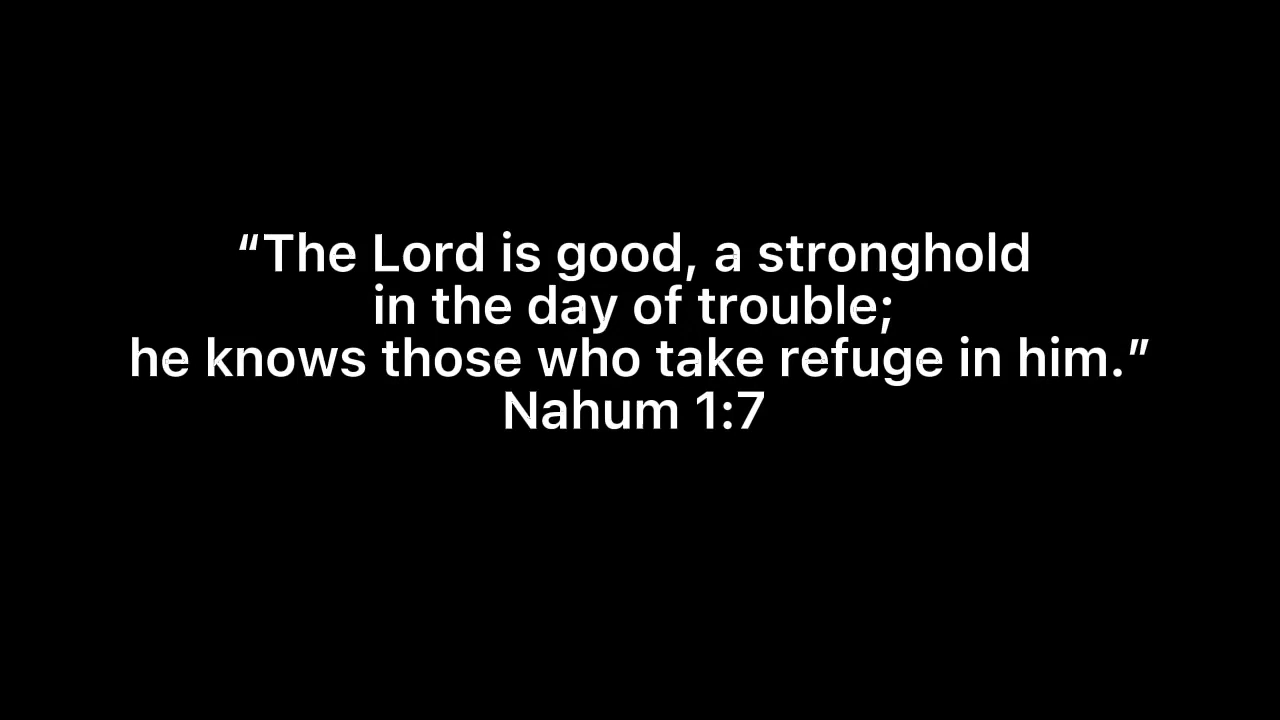 “The Lord is good, a stronghold
in the day of trouble;
he knows those who take refuge in him.”
Nahum 1:7